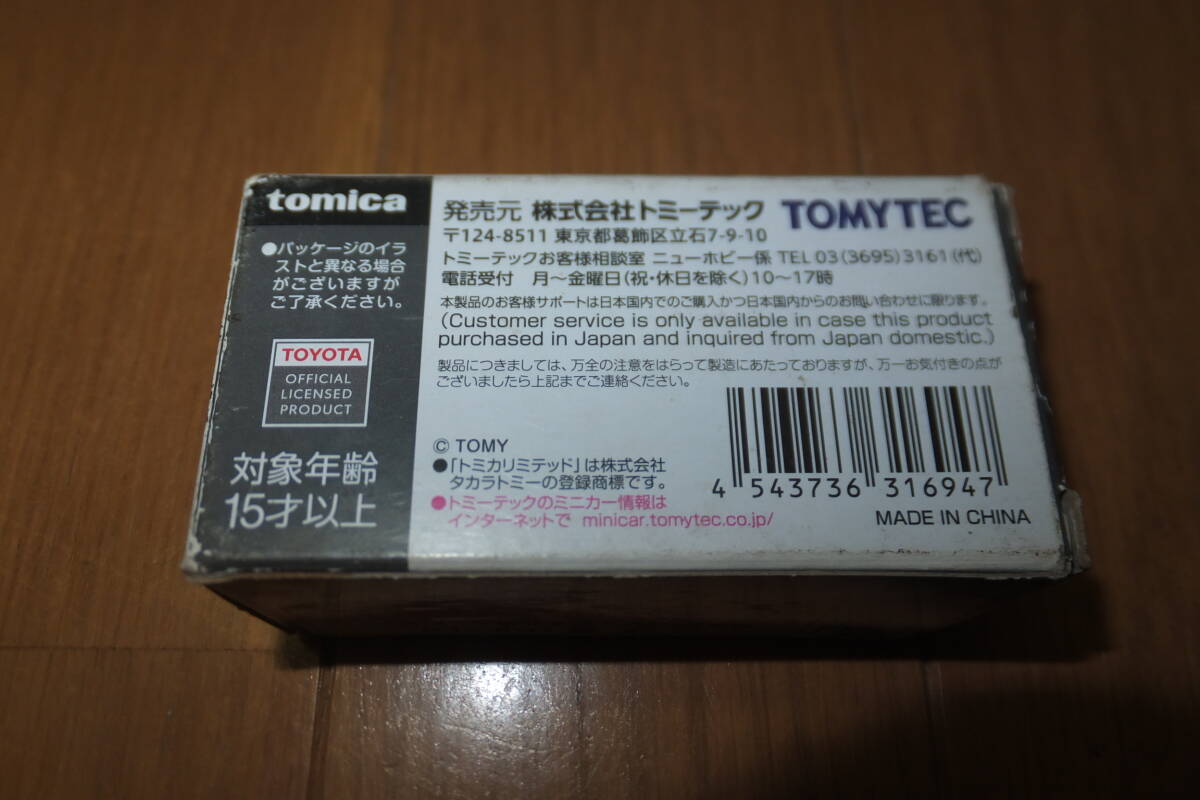 tomica
●パッケージのイラ
ストと異なる場合
がございますが
ご了承ください。
TOYOTA
OFFICIAL
LICENSED
PRODUCT
対象年齢
15才以上
発売元 株式会社トミーテック TOMYTEC
〒124-8511 東京都葛飾区立石7-9-10
トミーテックお客様相談室 ニューホビー係 TEL 03(3695)3161(代)
電話受付 月〜金曜日(祝・休日を除く)10〜17時
本製品のお客様サポートは日本国内でのご購入かつ日本国内からのお問い合わせに限ります。
(Customer service is only available in case this product
purchased in Japan and inquired from Japan domestic.)
製品につきましては、万全の注意をはらって製造にあたっておりますが、万一お気付きの点が
ございましたら上記までご連絡ください。
© TOMY
●「トミカリミテッド」は株式会社
タカラトミーの登録商標です。
●トミーテックのミニカー情報は
インターネットで minicar.tomytec.co.jp/
4 543736 316947
MADE IN CHINA